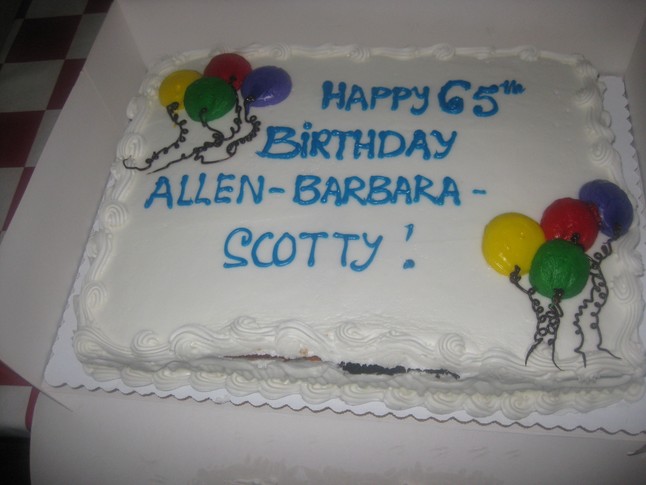 HAPPY 65th
BiRTHDAY
ALLEN - BARBARA -
SCOTTY !